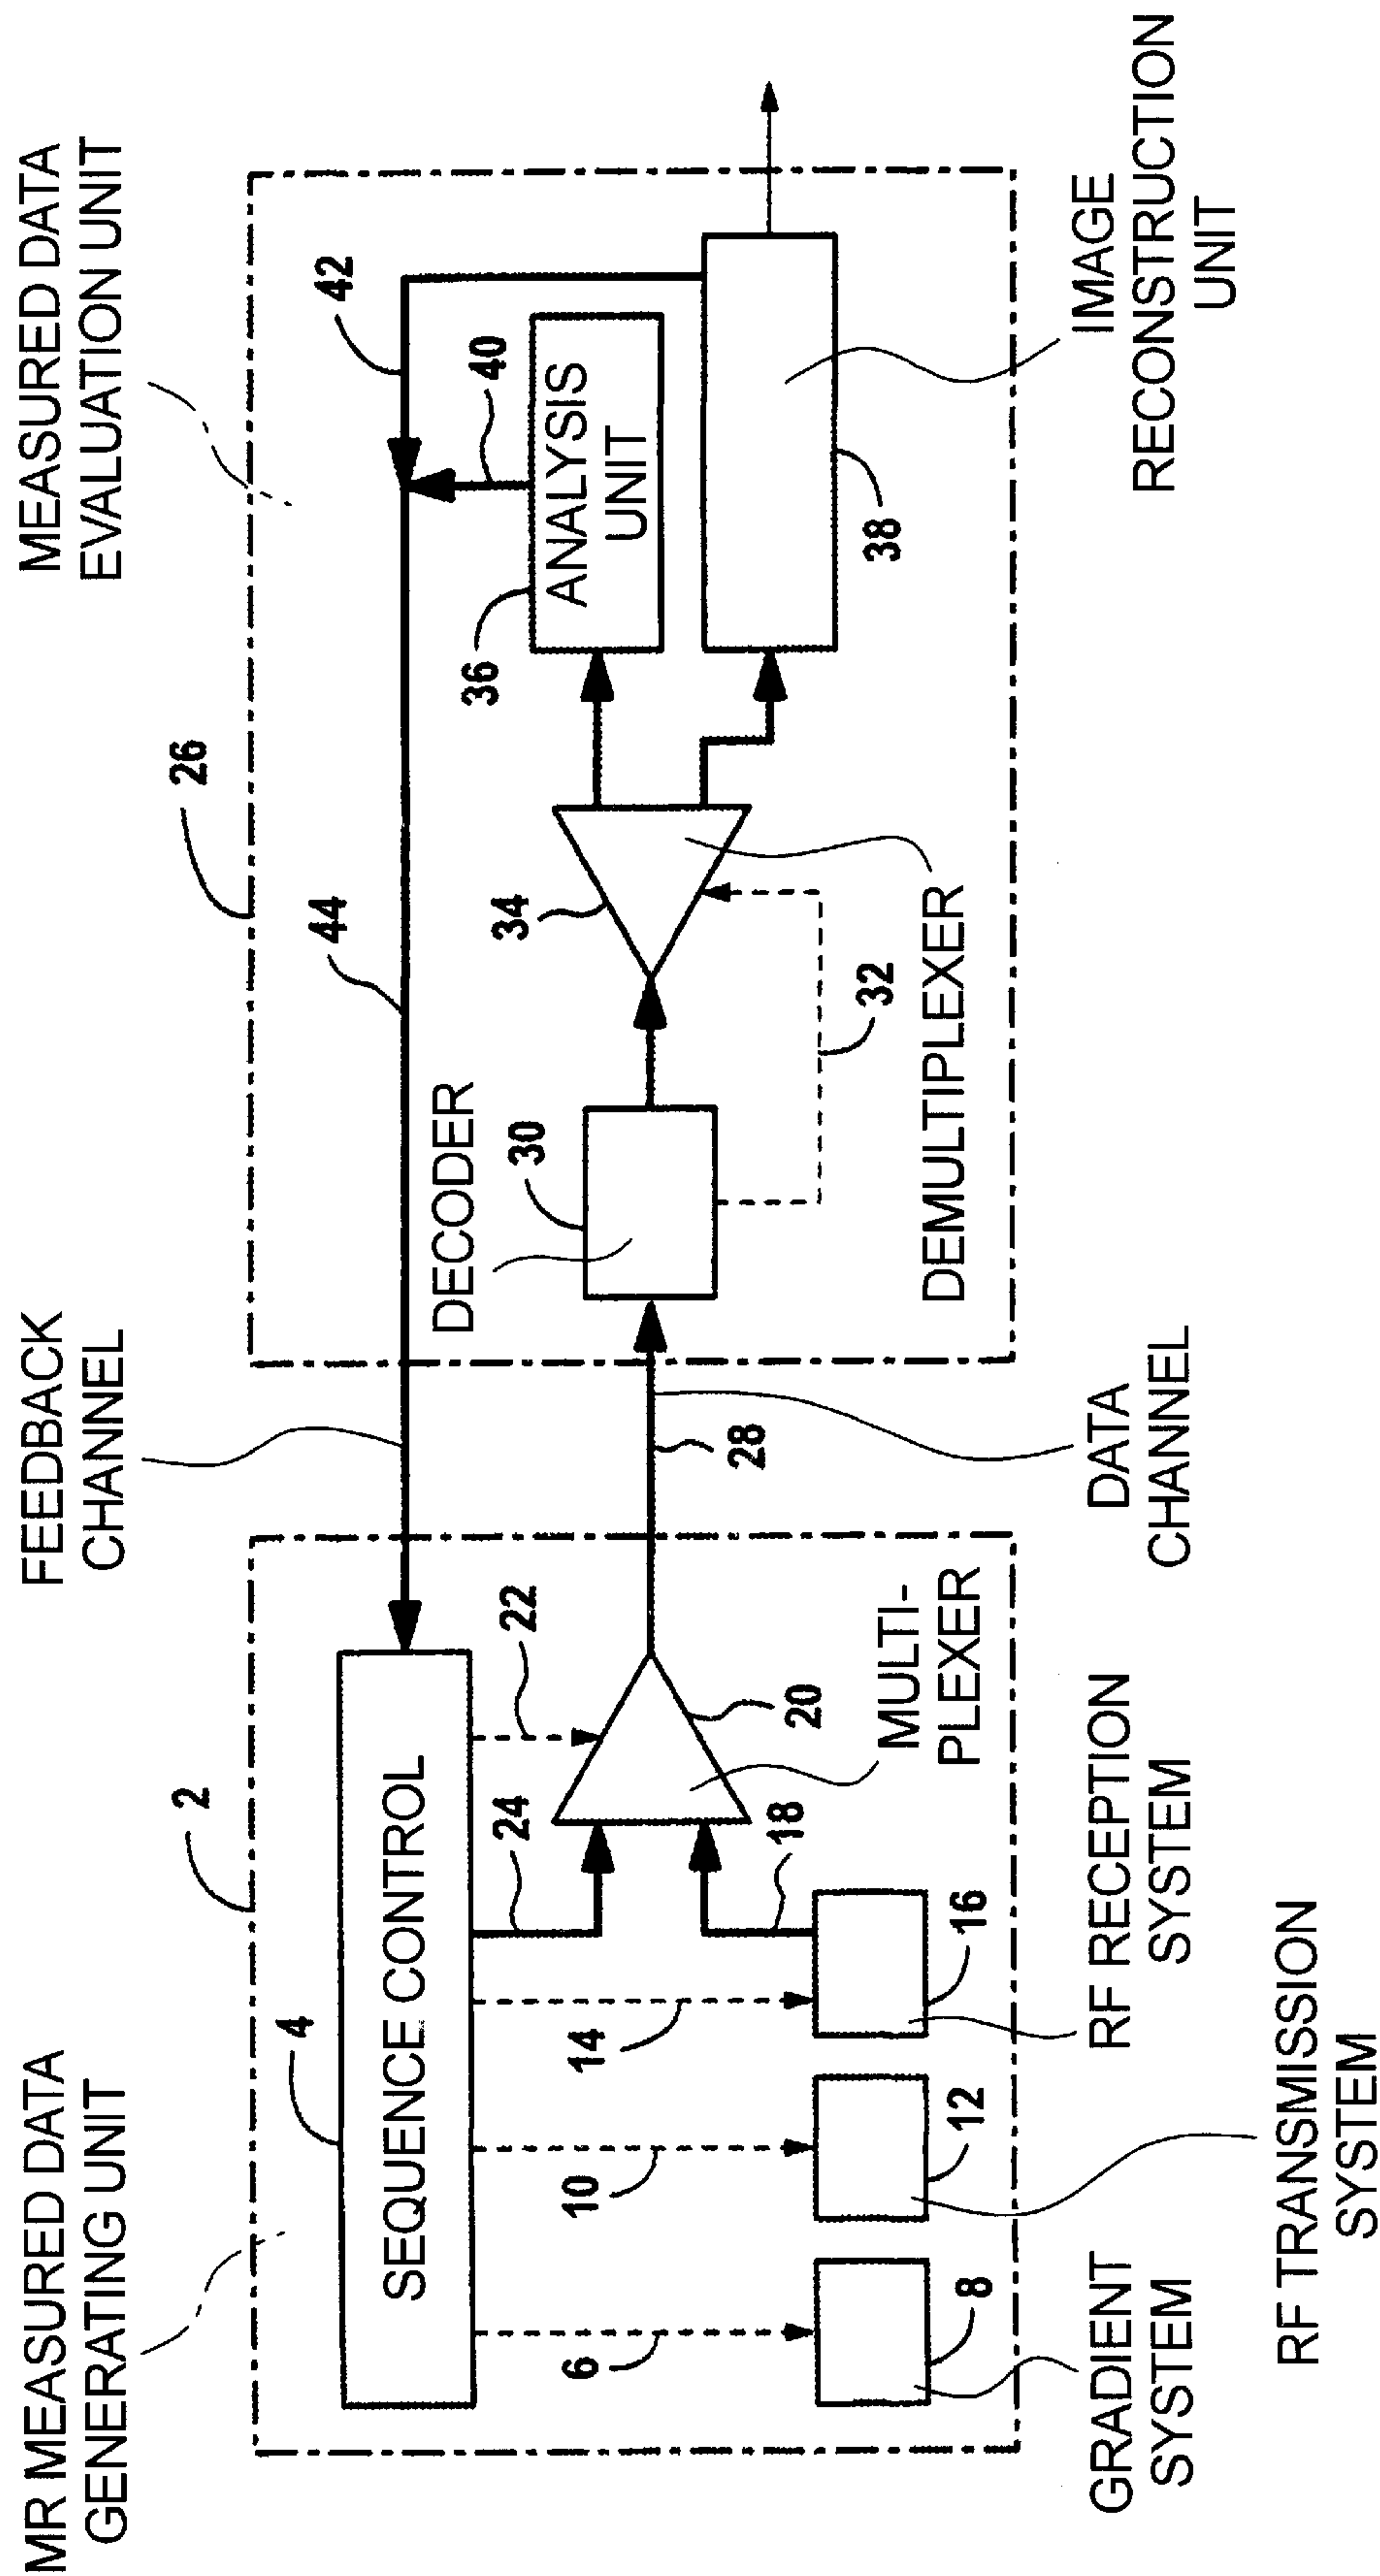 MR MEASURED DATA
GENERATING UNIT
FEEDBACK
CHANNEL
MEASURED DATA
EVALUATION UNIT
2
26
4
SEQUENCE CONTROL
44
42
6
10
14
24
22
18
20
MULTI-
PLEXER
8
12
16
28
DECODER
30
32
34
DEMULTIPLEXER
36
ANALYSIS
UNIT
40
38
GRADIENT
SYSTEM
RF TRANSMISSION
SYSTEM
RF RECEPTION
SYSTEM
DATA
CHANNEL
IMAGE
RECONSTRUCTION
UNIT